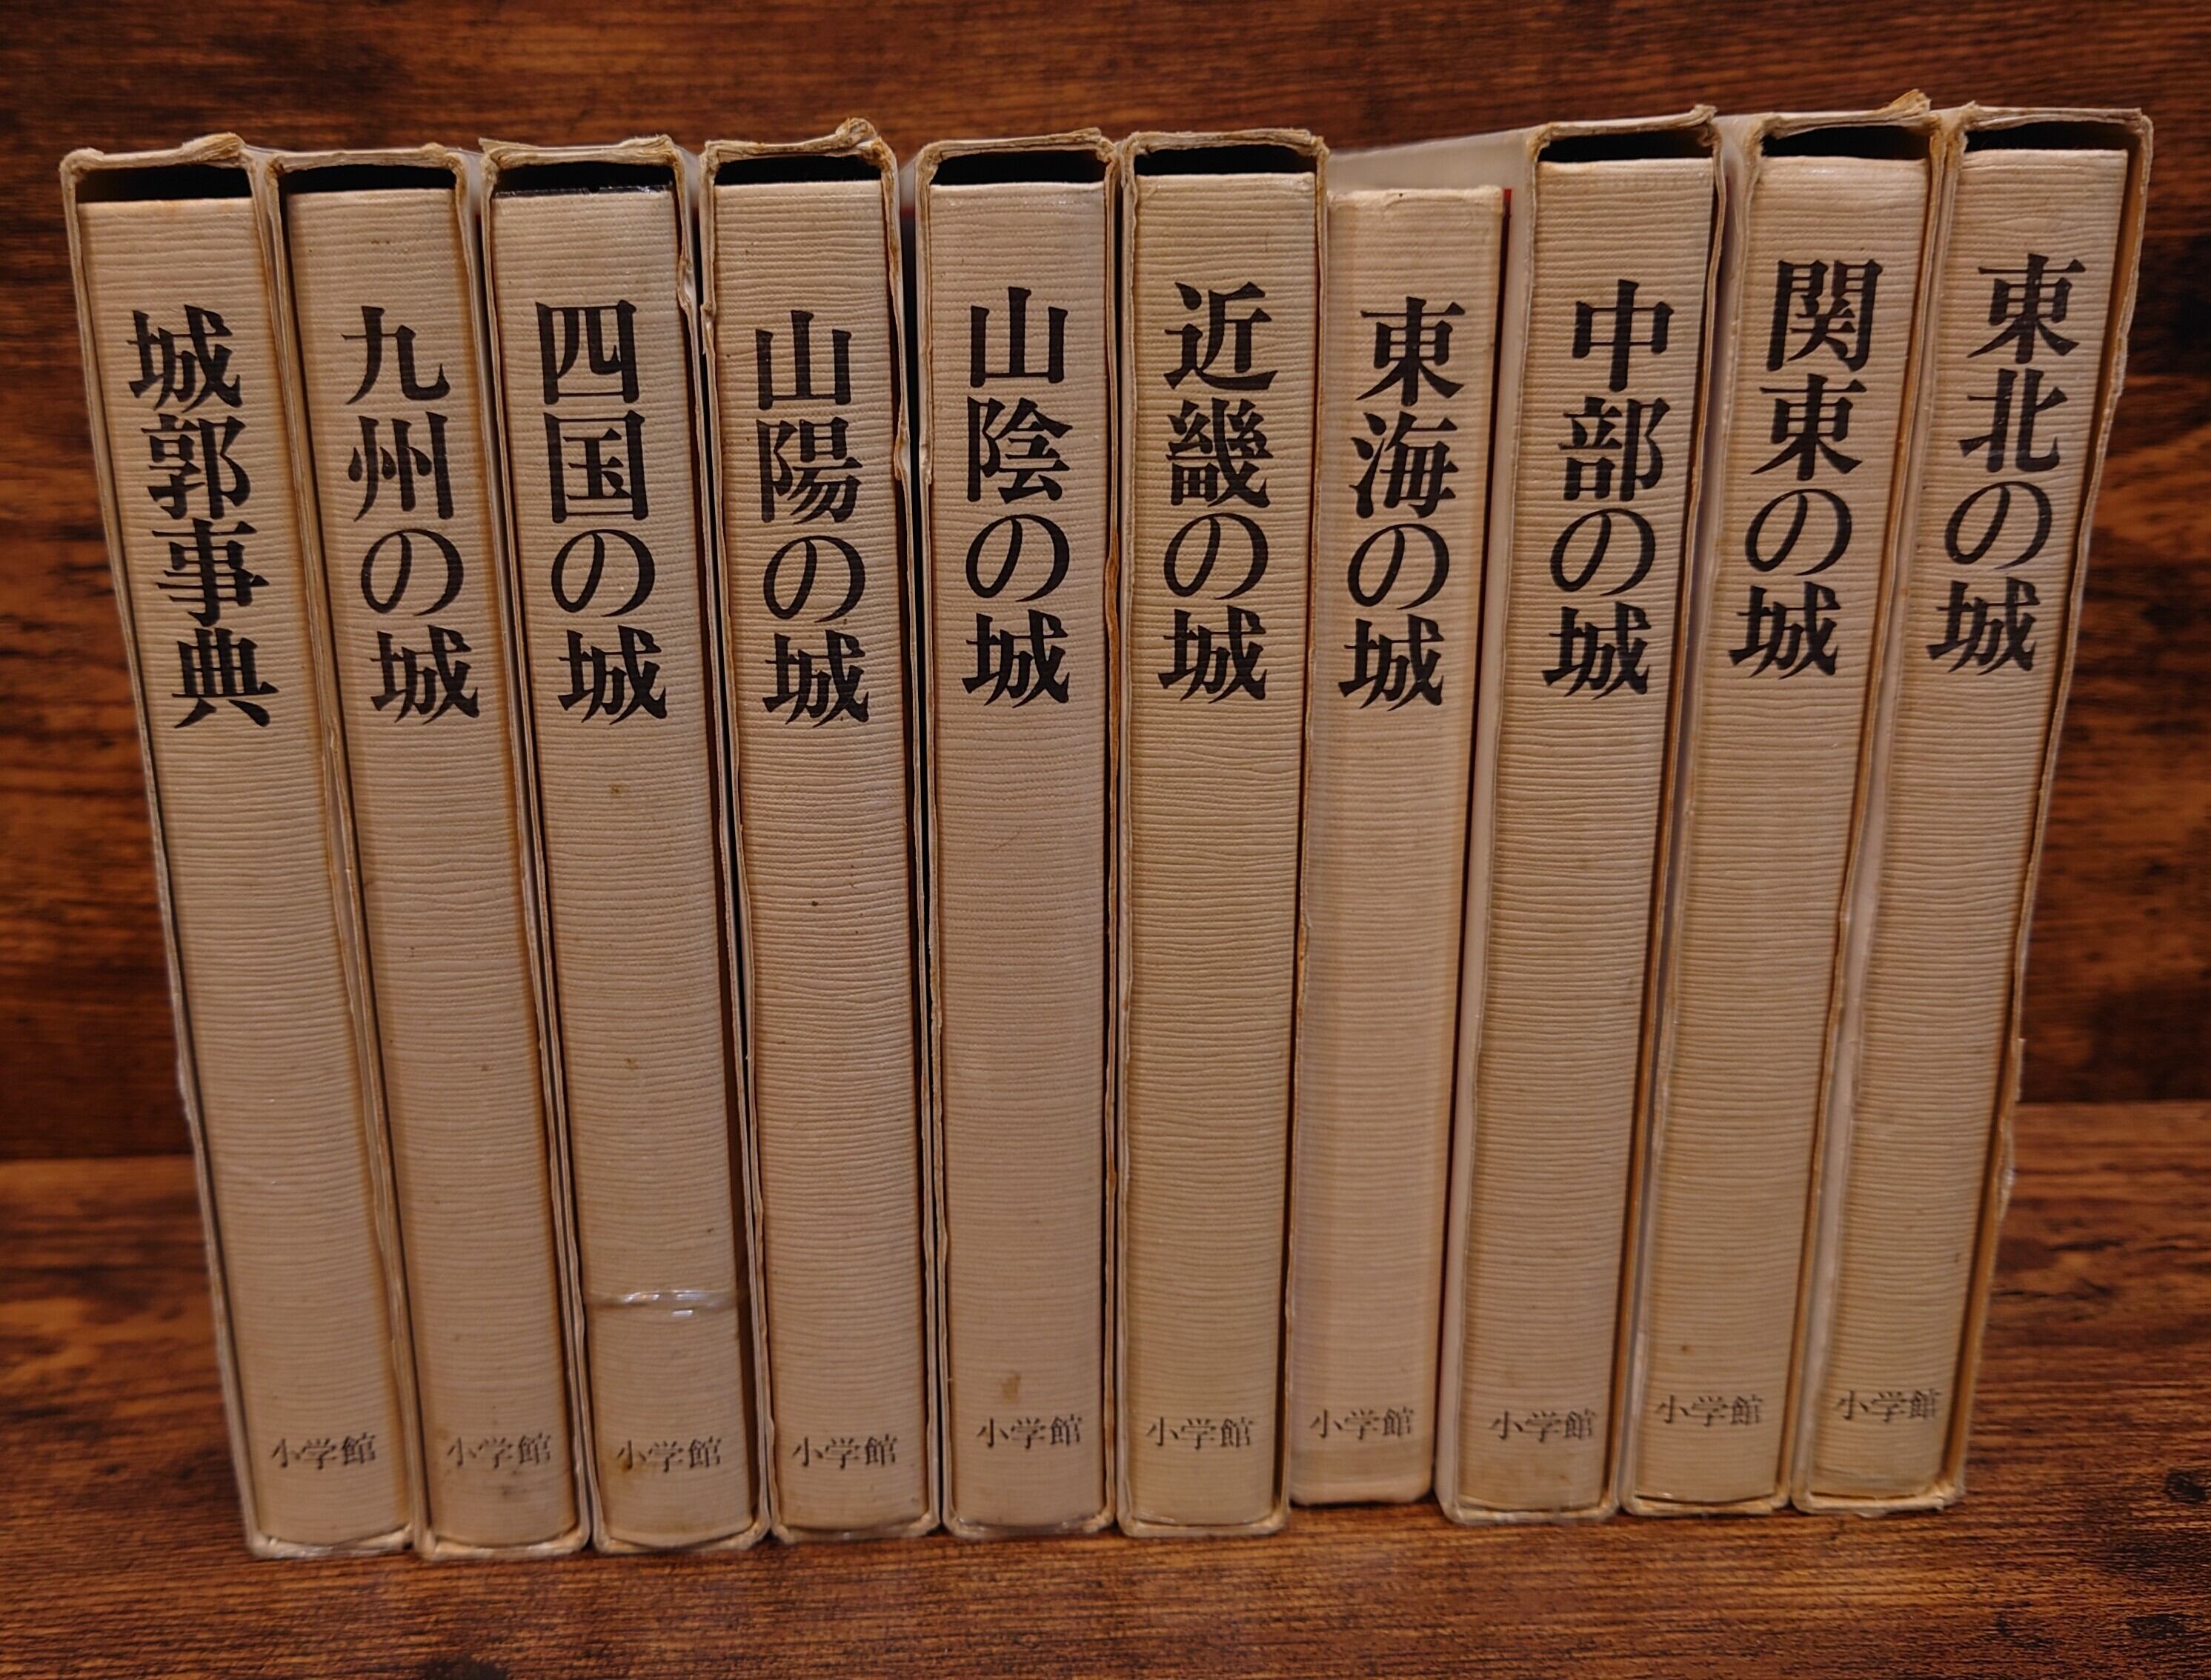 城郭事典
小学館
九州の城
小学館
四国の城
小学館
山陽の城
小学館
山陰の城
小学館
近畿の城
小学館
東海の城
小学館
中部の城
小学館
関東の城
小学館
東北の城
小学館